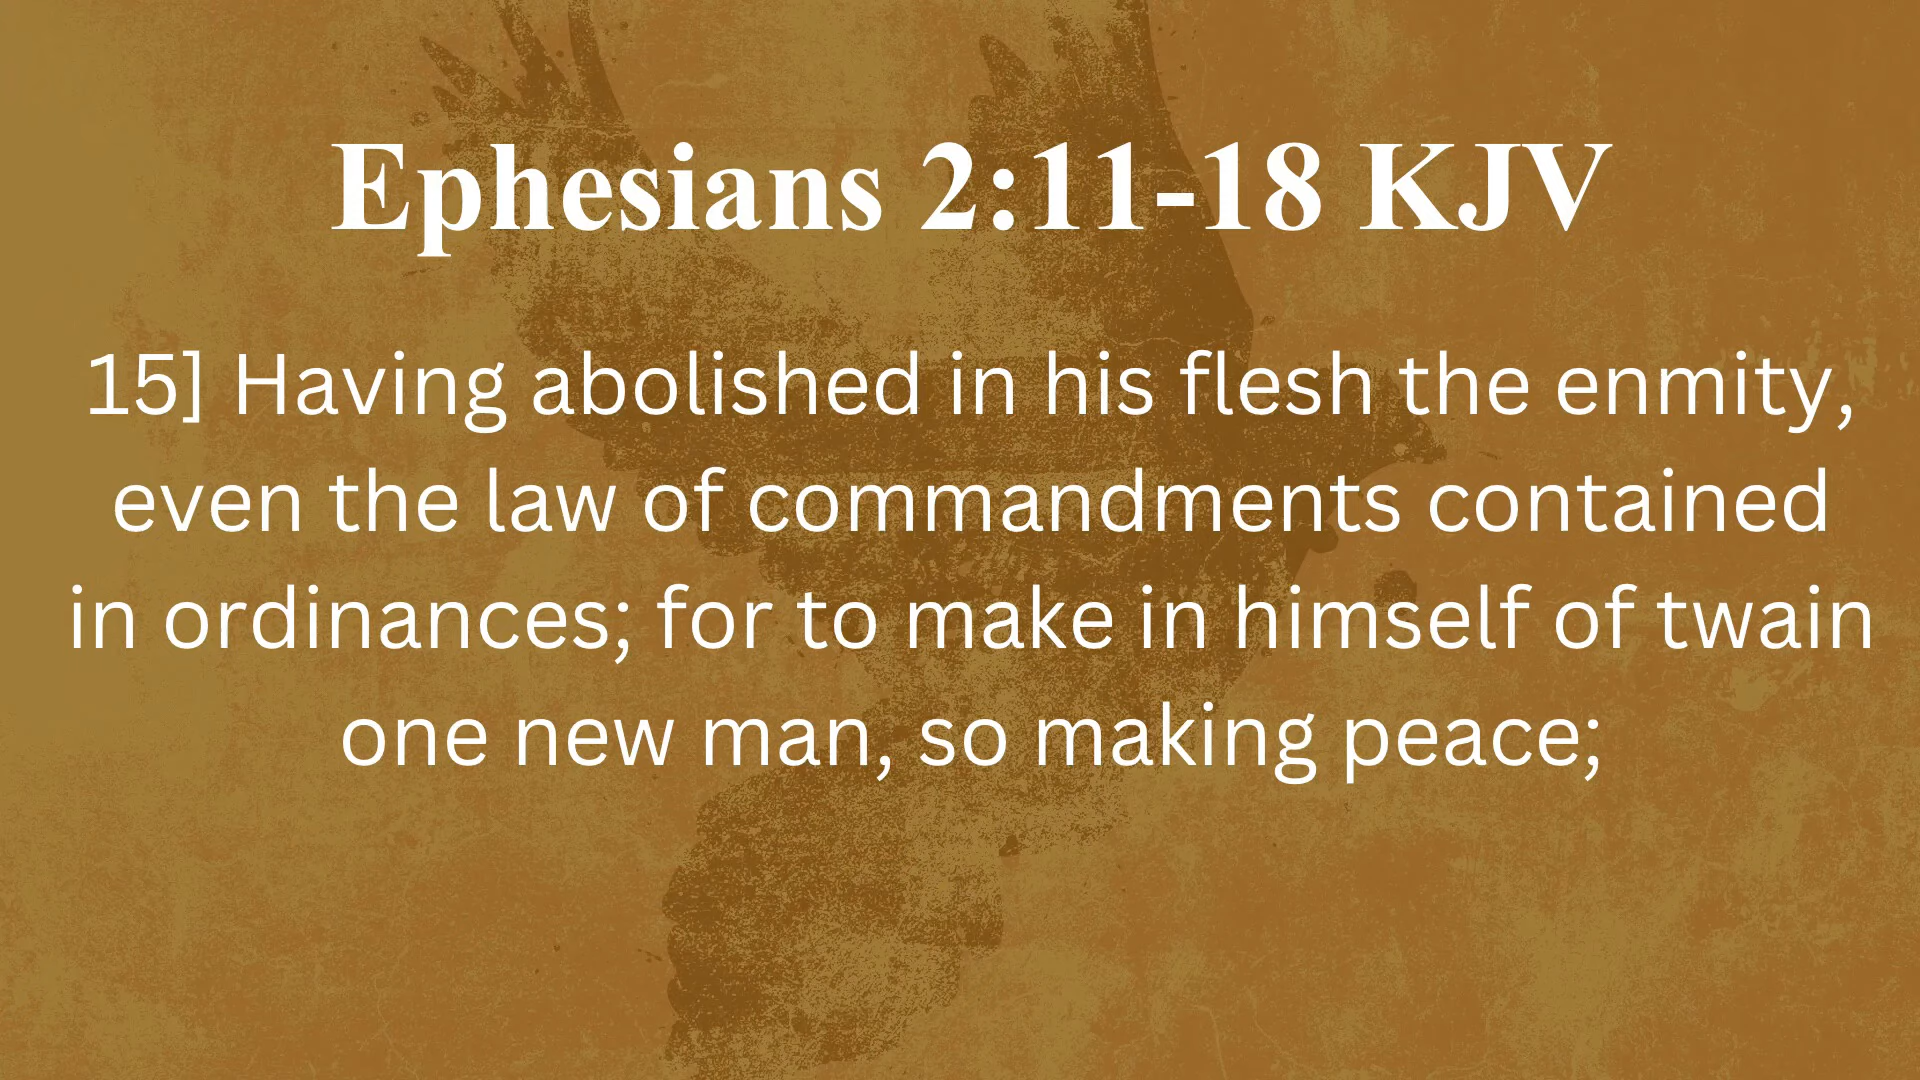 Ephesians 2:11-18 KJV
15] Having abolished in his flesh the enmity,
even the law of commandments contained
in ordinances; for to make in himself of twain
one new man, so making peace;